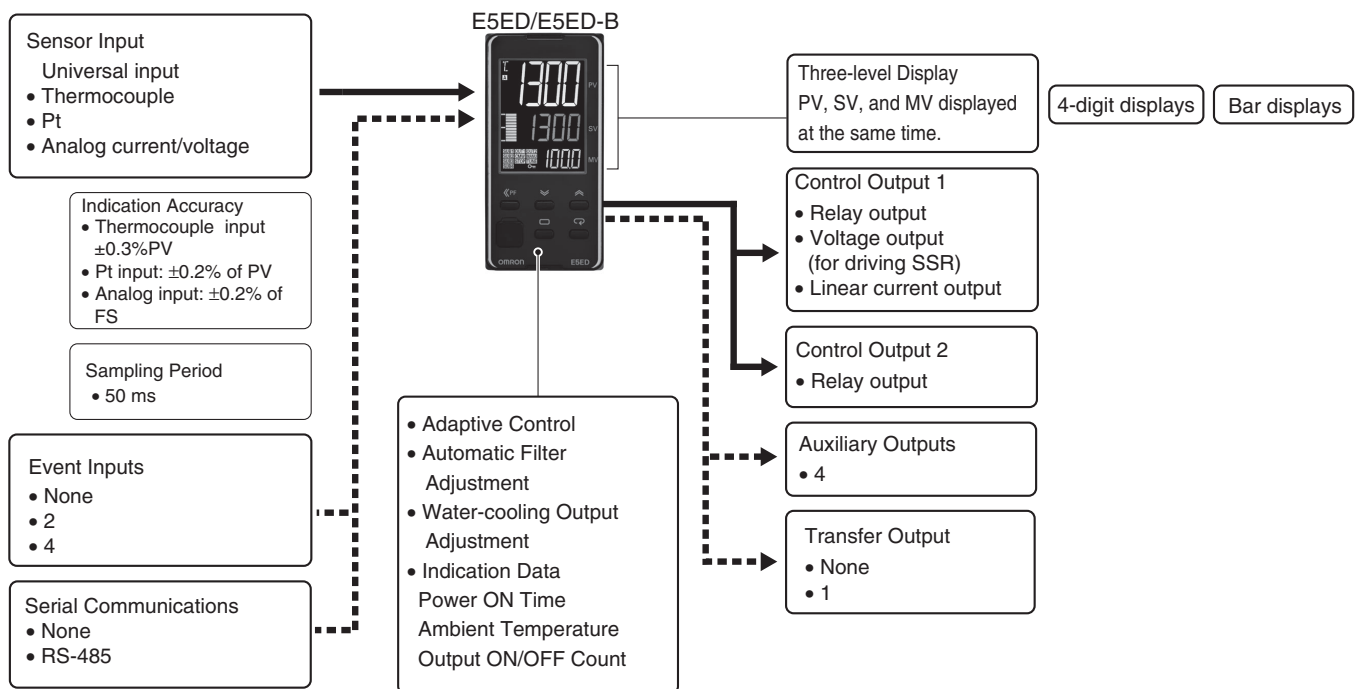 E5ED/E5ED-B
Sensor Input
Universal input
• Thermocouple
• Pt
• Analog current/voltage
Indication Accuracy
• Thermocouple input
±0.3%PV
• Pt input: ±0.2% of PV
• Analog input: ±0.2% of
FS
Sampling Period
• 50 ms
Event Inputs
• None
• 2
• 4
Serial Communications
• None
• RS-485
1300
PV
1300
SV
100.0
MV
PF
OMRON
E5ED
• Adaptive Control
• Automatic Filter
Adjustment
• Water-cooling Output
Adjustment
• Indication Data
Power ON Time
Ambient Temperature
Output ON/OFF Count
Three-level Display
PV, SV, and MV displayed
at the same time.
4-digit displays
Bar displays
Control Output 1
• Relay output
• Voltage output
(for driving SSR)
• Linear current output
Control Output 2
• Relay output
Auxiliary Outputs
• 4
Transfer Output
• None
• 1